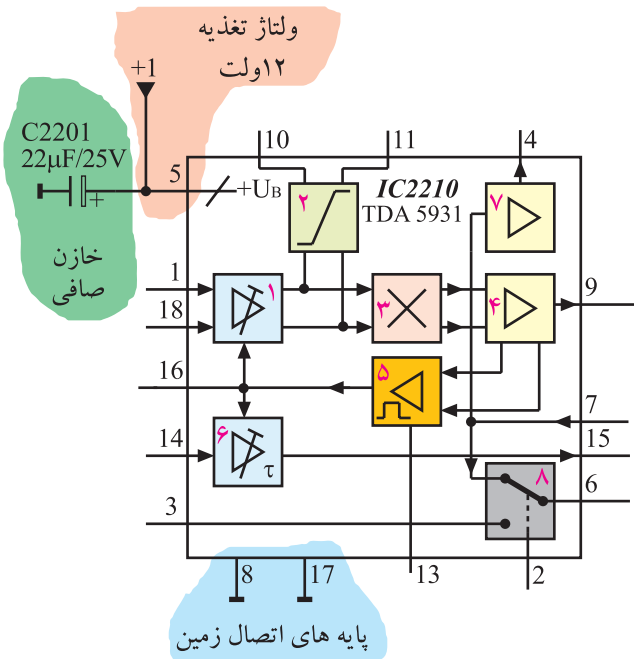 ولتاژ تغذیه
۱۲ولت
+1
C2201
22µF/25V
+
خازن
صافی
5
+UB
10
11
4
IC2210
TDA 5931
۲
۷
1
18
۱
۳
۴
9
16
۵
7
14
۶
τ
15
3
۸
6
8
17
13
2
پایه های اتصال زمین